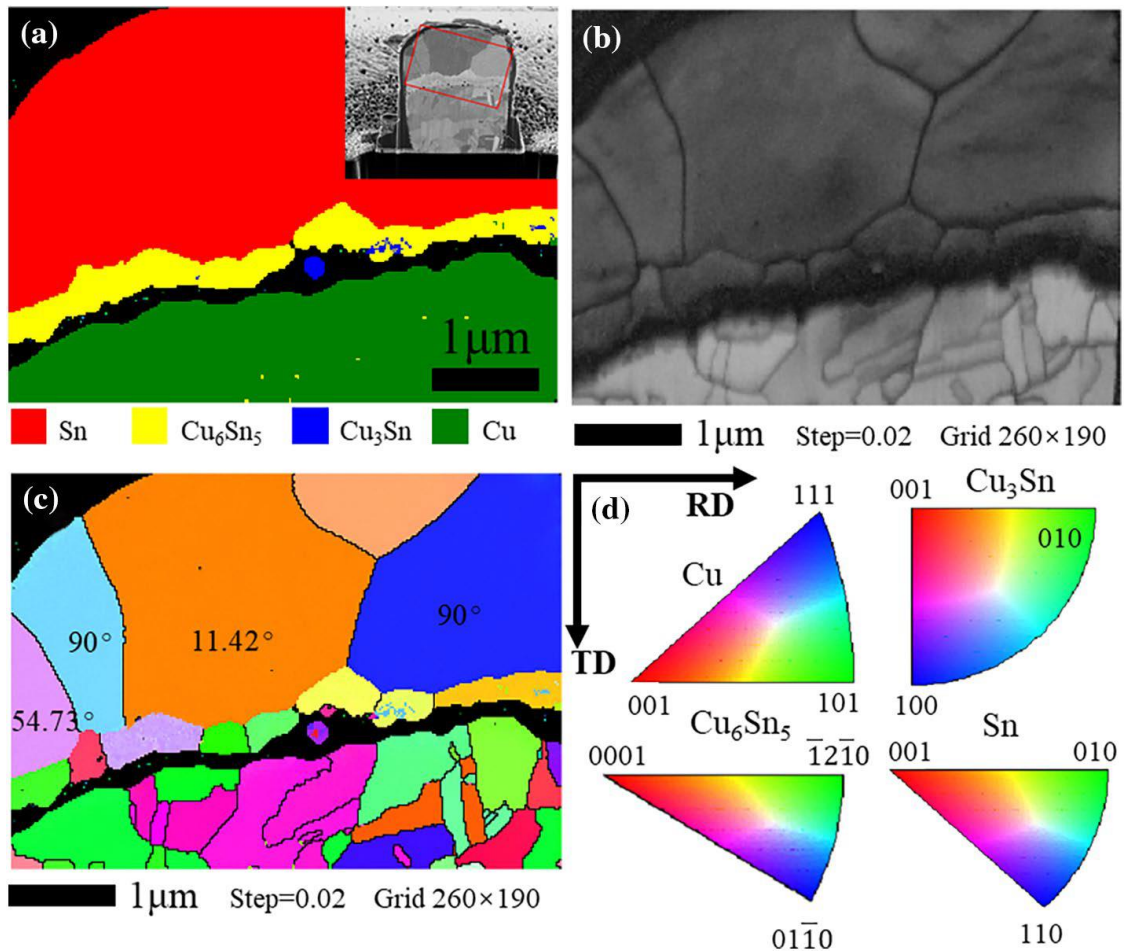 (a)
1μm
Sn
Cu₆Sn₅
Cu₃Sn
Cu
(b)
1μm Step=0.02 Grid 260×190
(c)
90°
11.42°
90°
54.73°
1μm Step=0.02 Grid 260×190
RD
TD
(d)
111
Cu
001
101
001
Cu₃Sn
010
100
Cu₆Sn₅
0001
1̅21̅0
011̅0
Sn
001
010
110